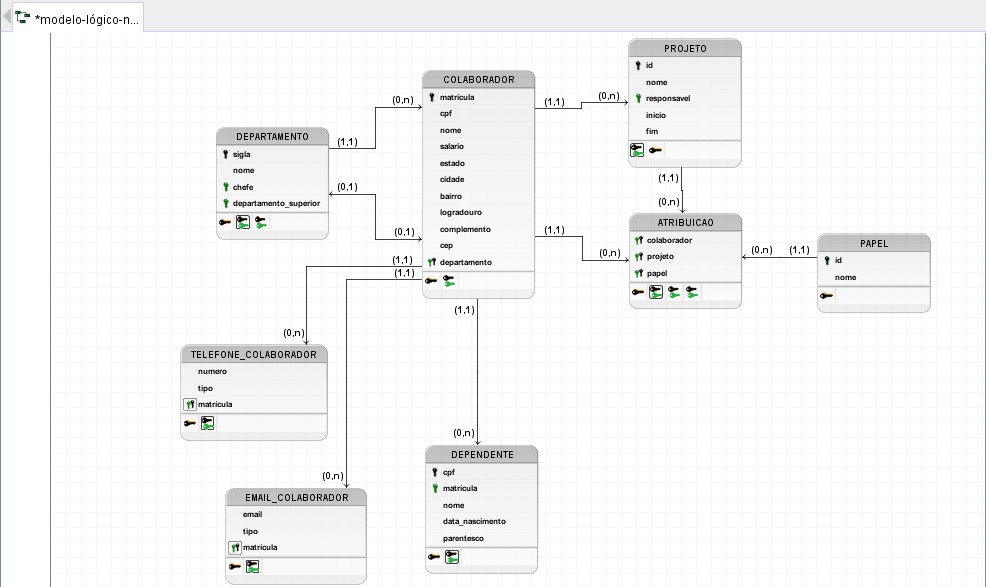 *modelo-lógico-n...
PROJETO
id
nome
responsavel
inicio
fim
COLABORADOR
matricula
cpf
nome
salario
estado
cidade
bairro
logradouro
complemento
cep
departamento
DEPARTAMENTO
sigla
nome
chefe
departamento_superior
(0,n)
(1,1)
(0,1)
(0,1)
(1,1)
(0,n)
(1,1)
(0,n)
(1,1)
(0,n)
ATRIBUICAO
colaborador
projeto
papel
(0,n)
(1,1)
PAPEL
id
nome
(1,1)
(1,1)
(1,1)
(0,n)
TELEFONE_COLABORADOR
numero
tipo
matrícula
(0,n)
DEPENDENTE
cpf
matricula
nome
data_nascimento
parentesco
(0,n)
EMAIL_COLABORADOR
email
tipo
matrícula